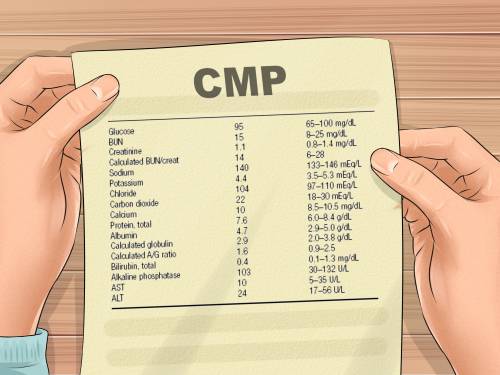 CMP
Glucose 95 65–100 mg/dL
BUN 15 8–25 mg/dL
Creatinine 1.1 0.8–1.4 mg/dL
Calculated BUN/creat 14 6–28
Sodium 140 133–146 mEq/L
Potassium 4.4 3.5–5.3 mEq/L
Chloride 104 97–110 mEq/L
Carbon dioxide 22 18–30 mEq/L
Calcium 10 8.5–10.5 mg/dL
Protein, total 7.6 6.0–8.4 g/dL
Albumin 4.7 2.9–5.0 g/dL
Calculated globulin 2.9 2.0–3.8 g/dL
Calculated A/G ratio 1.6 0.9–2.5
Bilirubin, total 0.4 0.1–1.3 mg/dL
Alkaline phosphatase 103 30–132 U/L
AST 10 5–35 U/L
ALT 24 17–56 U/L